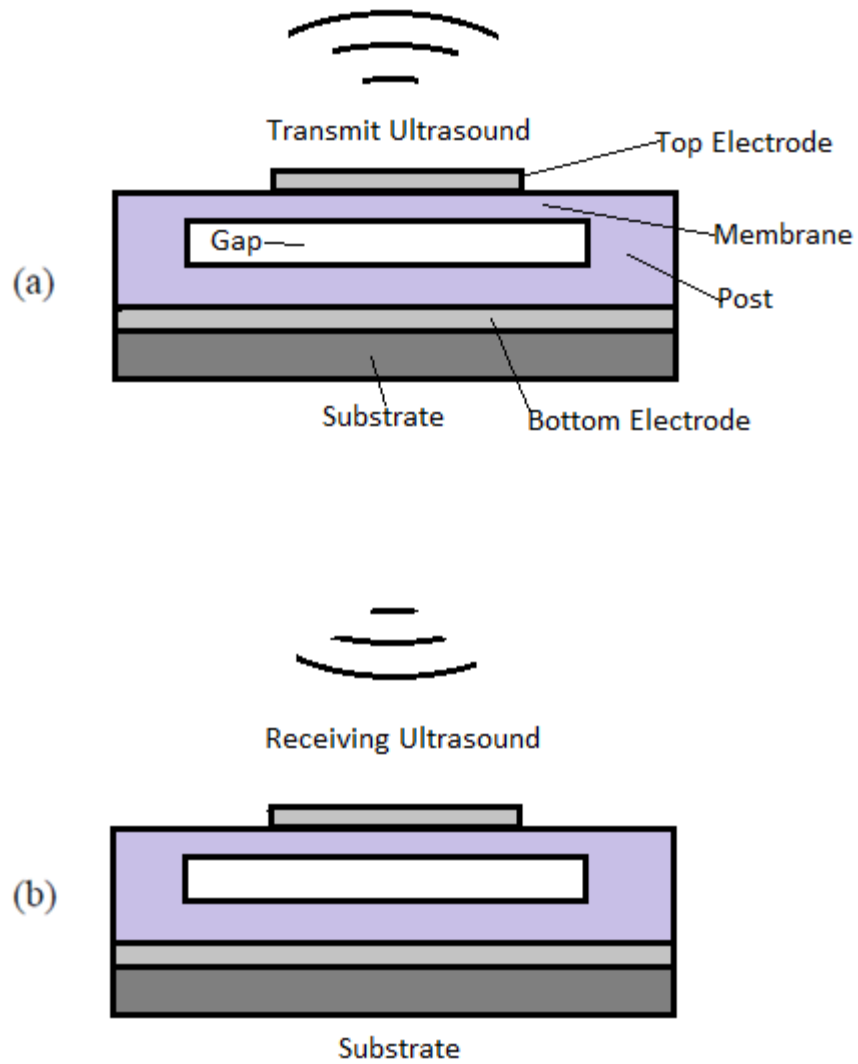 Transmit Ultrasound
Top Electrode
Gap
Membrane
(a)
Post
Substrate
Bottom Electrode
Receiving Ultrasound
(b)
Substrate